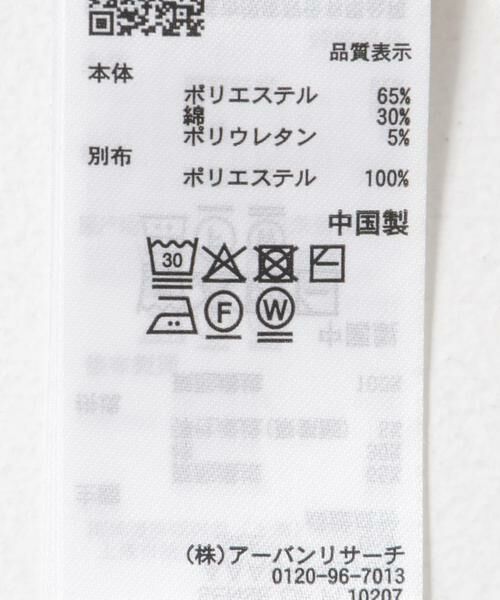 品質表示
本体
ポリエステル 65%
綿 30%
ポリウレタン 5%
別布
ポリエステル 100%
中国製
30
F W
(株)アーバンリサーチ
0120-96-7013
10207